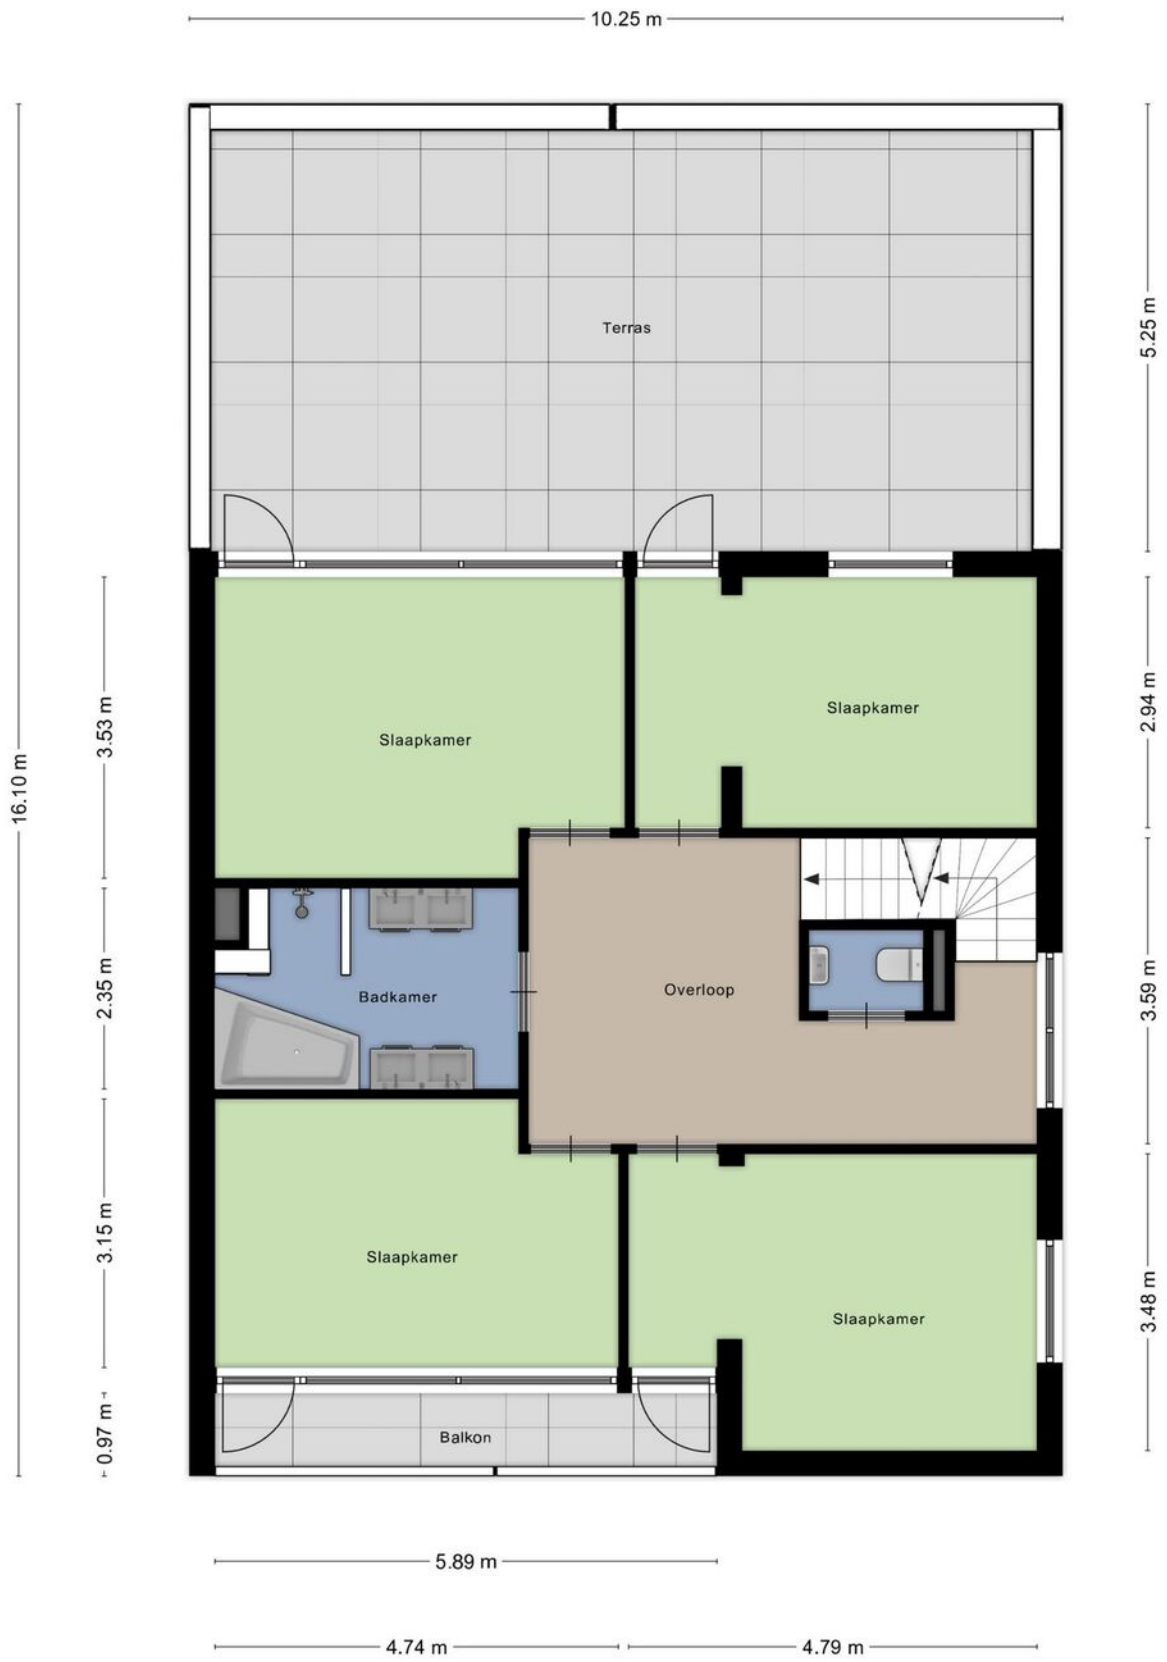 10.25 m
Terras
5.25 m
16.10 m
3.53 m
2.94 m
Slaapkamer
Slaapkamer
2.35 m
Badkamer
Overloop
3.59 m
3.15 m
Slaapkamer
Slaapkamer
3.48 m
0.97 m
Balkon
5.89 m
4.74 m
4.79 m